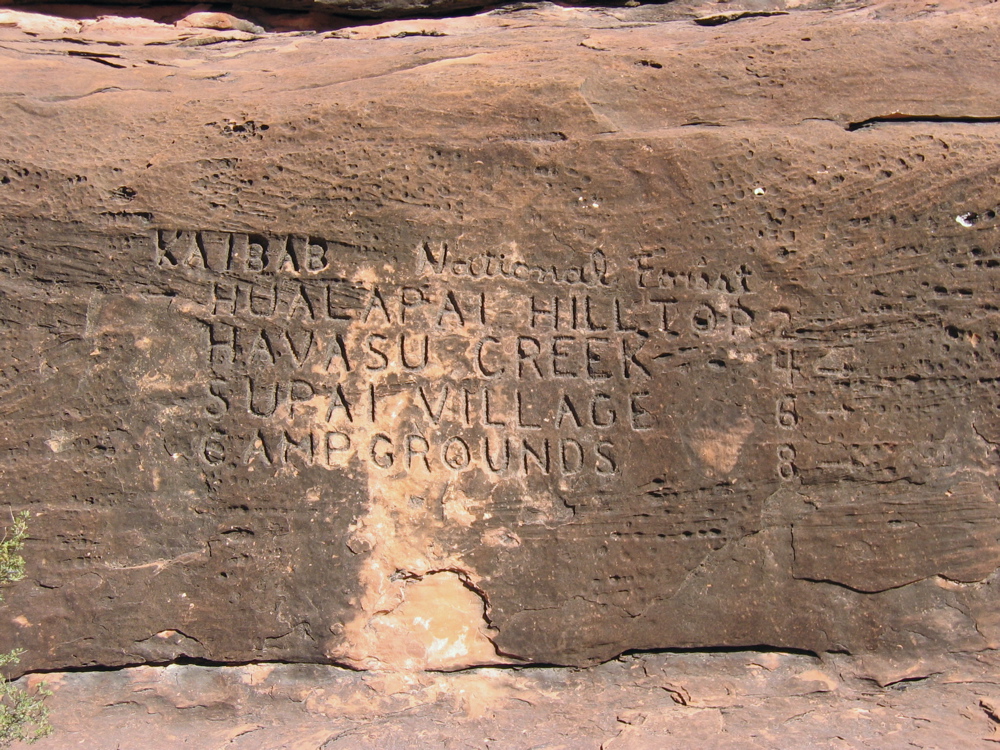 KAIBAB National Forest
HUALAPAI HILLTOP 2
HAVASU CREEK 4
SUPAI VILLAGE 6
CAMPGROUNDS 8